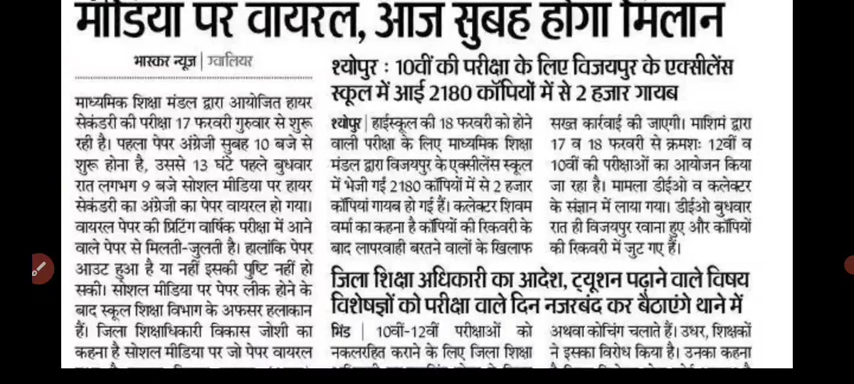 मीडिया पर वायरल, आज सुबह होगा मिलान
भास्कर न्यूज | ग्वालियर
माध्यमिक शिक्षा मंडल द्वारा आयोजित हायर
सेकंडरी की परीक्षा 17 फरवरी गुरुवार से शुरू
रही है। पहला पेपर अंग्रेजी सुबह 10 बजे से
शुरू होना है, उससे 13 घंटे पहले बुधवार
रात लगभग 9 बजे सोशल मीडिया पर हायर
सेकंडरी का अंग्रेजी का पेपर वायरल हो गया।
वायरल पेपर की प्रिटिंग वार्षिक परीक्षा में आने
वाले पेपर से मिलती-जुलती है। हालांकि पेपर
आउट हुआ है या नहीं इसकी पुष्टि नहीं हो
सकी। सोशल मीडिया पर पेपर लीक होने के
बाद स्कूल शिक्षा विभाग के अफसर हलाकान
हैं। जिला शिक्षाधिकारी विकास जोशी का
कहना है सोशल मीडिया पर जो पेपर वायरल
श्योपुर : 10वीं की परीक्षा के लिए विजयपुर के एक्सीलेंस
स्कूल में आई 2180 कॉपियों में से 2 हजार गायब
श्योपुर | हाईस्कूल की 18 फरवरी को होने
वाली परीक्षा के लिए माध्यमिक शिक्षा
मंडल द्वारा विजयपुर के एक्सीलेंस स्कूल
में भेजी गईं 2180 कॉपियों में से 2 हजार
कॉपियां गायब हो गई हैं। कलेक्टर शिवम
वर्मा का कहना है कॉपियों की रिकवरी के
बाद लापरवाही बरतने वालों के खिलाफ
सख्त कार्रवाई की जाएगी। माशिमं द्वारा
17 व 18 फरवरी से क्रमशः 12वीं व
10वीं की परीक्षाओं का आयोजन किया
जा रहा है। मामला डीईओ व कलेक्टर
के संज्ञान में लाया गया। डीईओ बुधवार
रात ही विजयपुर रवाना हुए और कॉपियों
की रिकवरी में जुट गए हैं।
जिला शिक्षा अधिकारी का आदेश, ट्यूशन पढ़ाने वाले विषय
विशेषज्ञों को परीक्षा वाले दिन नजरबंद कर बैठाएंगे थाने में
भिंड | 10वीं-12वीं परीक्षाओं को
नकलरहित कराने के लिए जिला शिक्षा
अथवा कोचिंग चलाते हैं। उधर, शिक्षकों
ने इसका विरोध किया है। उनका कहना